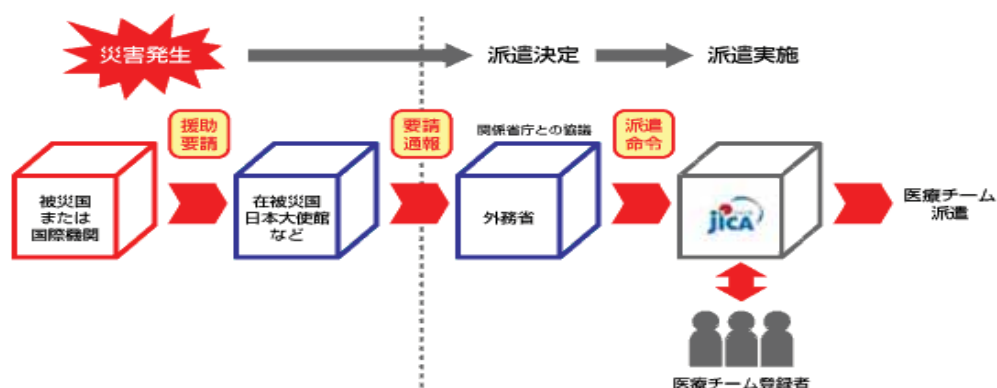 災害発生
派遣決定
派遣実施
援助
要請
要請
通報
関係省庁との協議
派遣
命令
被災国
または
国際機関
在被災国
日本大使館
など
外務省
jICA
医療チーム
派遣
医療チーム登録者